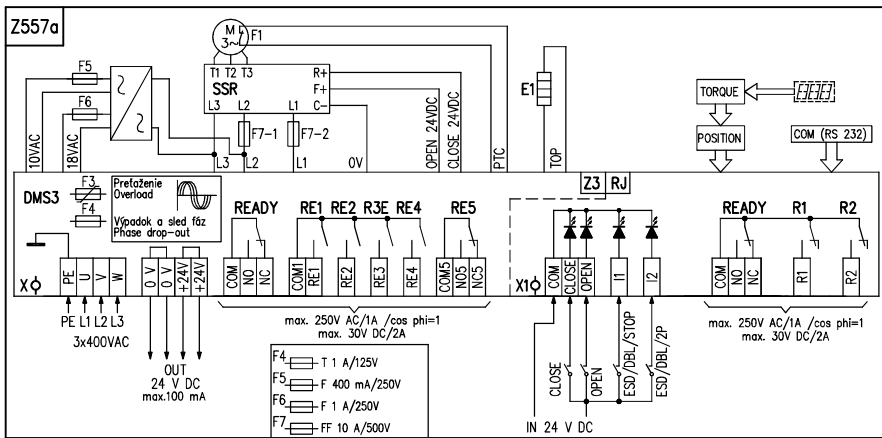 Z557a
M
3~
F1
F5
F6
T1 T2 T3
SSR
R+
F+
C-
L3 L2 L1
F7-1
F7-2
E1
TORQUE
POSITION
COM (RS 232)
10VAC
18VAC
L3 L2 L1 0V
OPEN 24VDC
CLOSE 24VDC
PTC
TOP
DMS3
F3
F4
Preťaženie
Overload
Výpadok a sled fáz
Phase drop-out
Z3 RJ
READY RE1 RE2 R3E RE4 RE5
READY R1 R2
X
PE U V W
0 V 0 V +24V +24V
COM NO NC
COM1 RE1 RE2 RE3 RE4
COM5 NO5 NC5
X1
COM CLOSE OPEN I1 I2
COM NO NC R1 R2
PE L1 L2 L3
3x400VAC
OUT
24 V DC
max.100 mA
max. 250V AC/1A /cos phi=1
max. 30V DC/2A
F4 T 1 A/125V
F5 F 400 mA/250V
F6 F 1 A/250V
F7 FF 10 A/500V
CLOSE
OPEN
ESD/DBL/STOP
ESD/DBL/2P
IN 24 V DC
max. 250V AC/1A /cos phi=1
max. 30V DC/2A